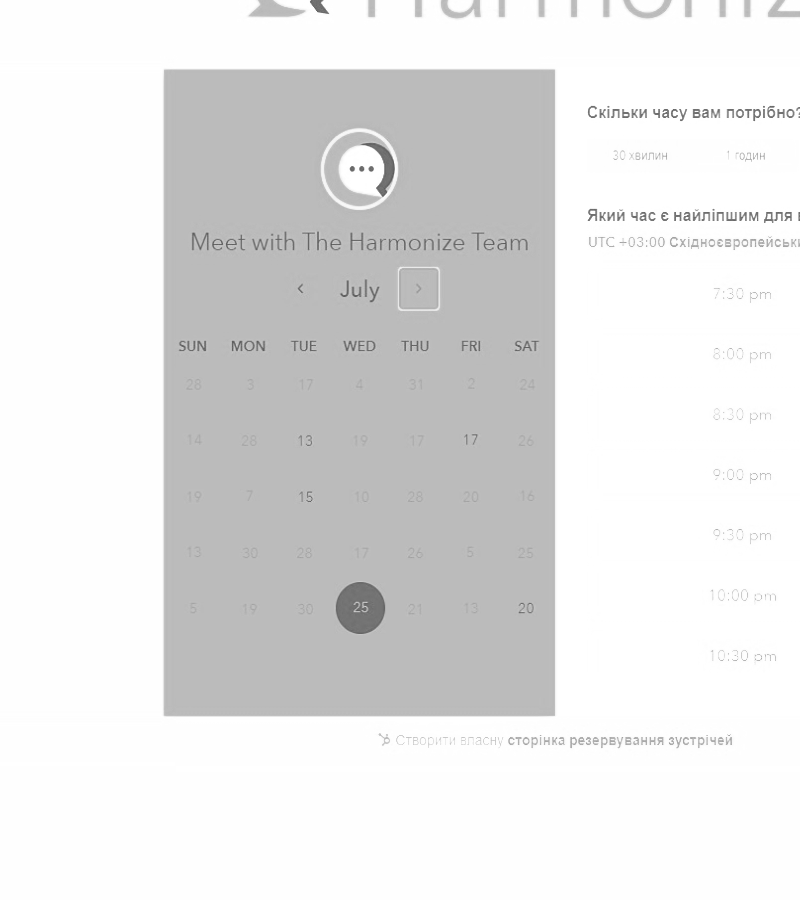 Harmoniz
Meet with The Harmonize Team
July
SUN MON TUE WED THU FRI SAT
28 3 17 4 31 2 24
14 28 13 19 17 17 26
19 7 15 10 28 20 16
13 30 28 17 26 5 25
5 19 30 25 21 13 20
Скільки часу вам потрібно?
30 хвилин 1 годин
Який час є найліпшим для
UTC +03:00 Східноєвропейськи
7:30 pm
8:00 pm
8:30 pm
9:00 pm
9:30 pm
10:00 pm
10:30 pm
Створити власну сторінка резервування зустрічей